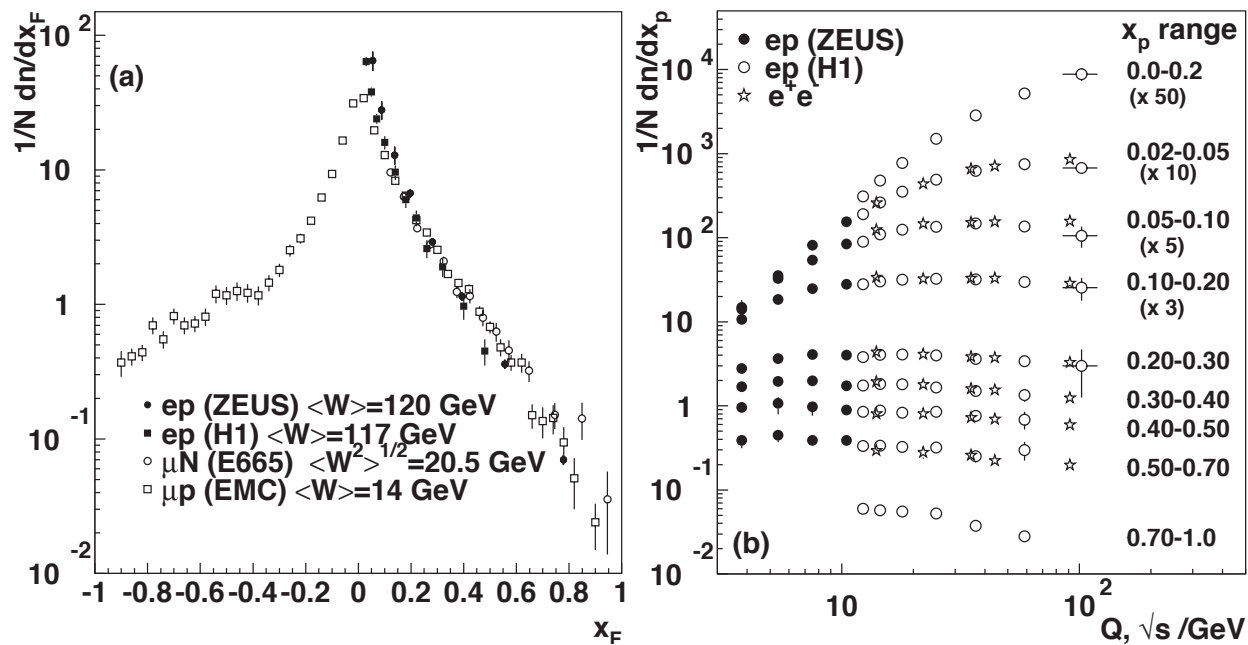 1/N dn/dx_F
10^2
10
1
10^-1
10^-2
(a)
ep (ZEUS) <W>=120 GeV
ep (H1) <W>=117 GeV
μN (E665) <W^2>^1/2=20.5 GeV
μp (EMC) <W>=14 GeV
-1 -0.8 -0.6 -0.4 -0.2 0 0.2 0.4 0.6 0.8 1
x_F
1/N dn/dx_p
10^4
10^3
10^2
10
1
10^-1
10^-2
ep (ZEUS)
ep (H1)
e^+e^-
x_p range
0.0-0.2
(x 50)
0.02-0.05
(x 10)
0.05-0.10
(x 5)
0.10-0.20
(x 3)
0.20-0.30
0.30-0.40
0.40-0.50
0.50-0.70
0.70-1.0
(b)
10 10^2
Q, √s /GeV